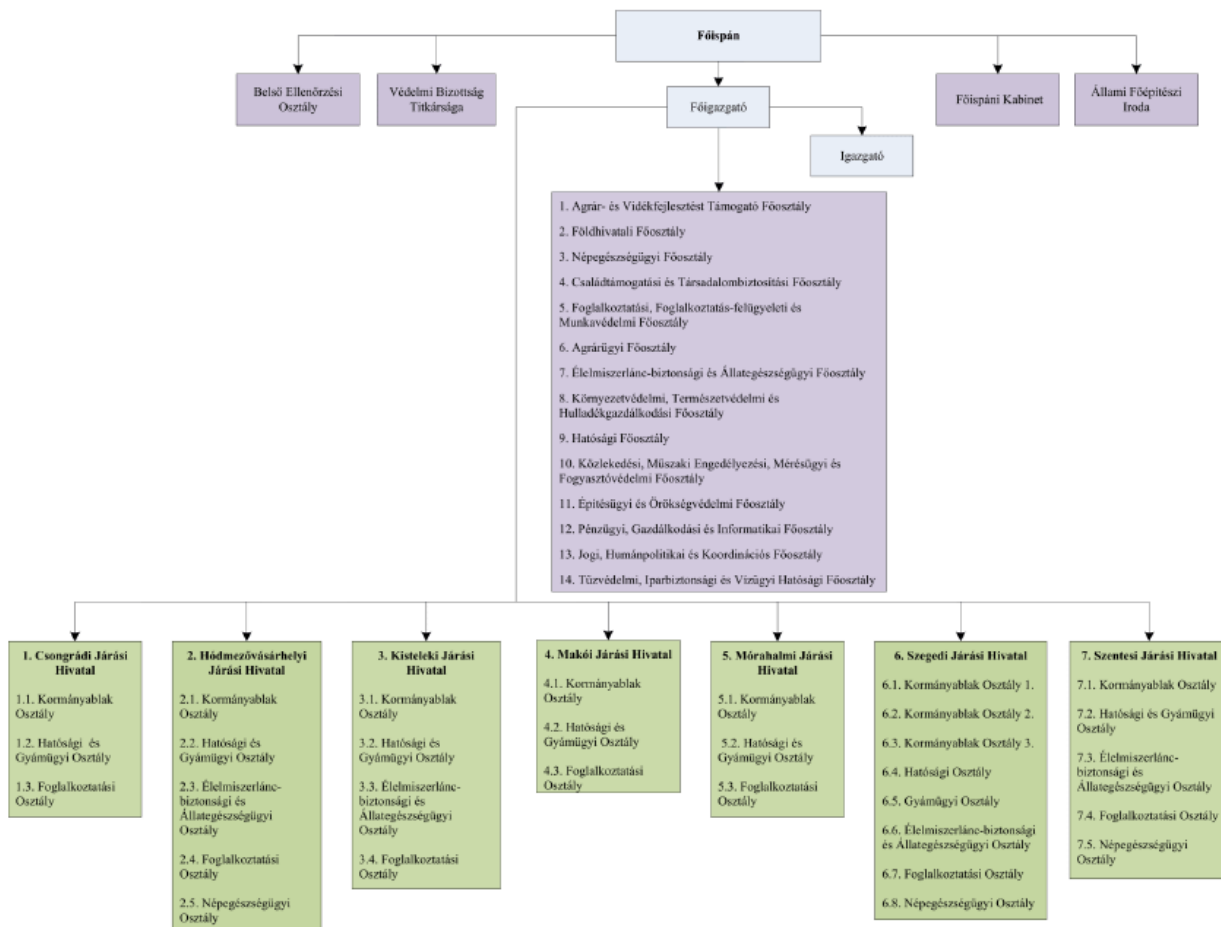 Főispán
Belső Ellenőrzési
Osztály
Védelmi Bizottság
Titkársága
Főigazgató
Főispáni Kabinet
Állami Főépítészi
Iroda
Igazgató
1. Agrár- és Vidékfejlesztést Támogató Főosztály
2. Földhivatali Főosztály
3. Népegészségügyi Főosztály
4. Családtámogatási és Társadalombiztosítási Főosztály
5. Foglalkoztatási, Foglalkoztatás-felügyeleti és
Munkavédelmi Főosztály
6. Agrárügyi Főosztály
7. Élelmiszerlánc-biztonsági és Állategészségügyi Főosztály
8. Környezetvédelmi, Természetvédelmi és
Hulladékgazdálkodási Főosztály
9. Hatósági Főosztály
10. Közlekedési, Műszaki Engedélyezési, Mérésügyi és
Fogyasztóvédelmi Főosztály
11. Építésügyi és Örökségvédelmi Főosztály
12. Pénzügyi, Gazdálkodási és Informatikai Főosztály
13. Jogi, Humánpolitikai és Koordinációs Főosztály
14. Tűzvédelmi, Iparbiztonsági és Vízügyi Hatósági Főosztály
1. Csongrádi Járási
Hivatal
1.1. Kormányablak
Osztály
1.2. Hatósági és
Gyámügyi Osztály
1.3. Foglalkoztatási
Osztály
2. Hódmezővásárhelyi
Járási Hivatal
2.1. Kormányablak
Osztály
2.2. Hatósági és
Gyámügyi Osztály
2.3. Élelmiszerlánc-
biztonsági és
Állategészségügyi
Osztály
2.4. Foglalkoztatási
Osztály
2.5. Népegészségügyi
Osztály
3. Kisteleki Járási
Hivatal
3.1. Kormányablak
Osztály
3.2. Hatósági és
Gyámügyi Osztály
3.3. Élelmiszerlánc-
biztonsági és
Állategészségügyi
Osztály
3.4. Foglalkoztatási
Osztály
4. Makói Járási Hivatal
4.1. Kormányablak
Osztály
4.2. Hatósági
és Gyámügyi Osztály
4.3. Foglalkoztatási
Osztály
5. Mórahalmi Járási
Hivatal
5.1. Kormányablak
Osztály
5.2. Hatósági és
Gyámügyi Osztály
5.3. Foglalkoztatási
Osztály
6. Szegedi Járási Hivatal
6.1. Kormányablak Osztály 1.
6.2. Kormányablak Osztály 2.
6.3. Kormányablak Osztály 3.
6.4. Hatósági Osztály
6.5. Gyámügyi Osztály
6.6. Élelmiszerlánc-biztonsági
és Állategészségügyi Osztály
6.7. Foglalkoztatási Osztály
6.8. Népegészségügyi Osztály
7. Szentesi Járási Hivatal
7.1. Kormányablak Osztály
7.2. Hatósági és Gyámügyi
Osztály
7.3. Élelmiszerlánc-
biztonsági és
Állategészségügyi Osztály
7.4. Foglalkoztatási Osztály
7.5. Népegészségügyi
Osztály